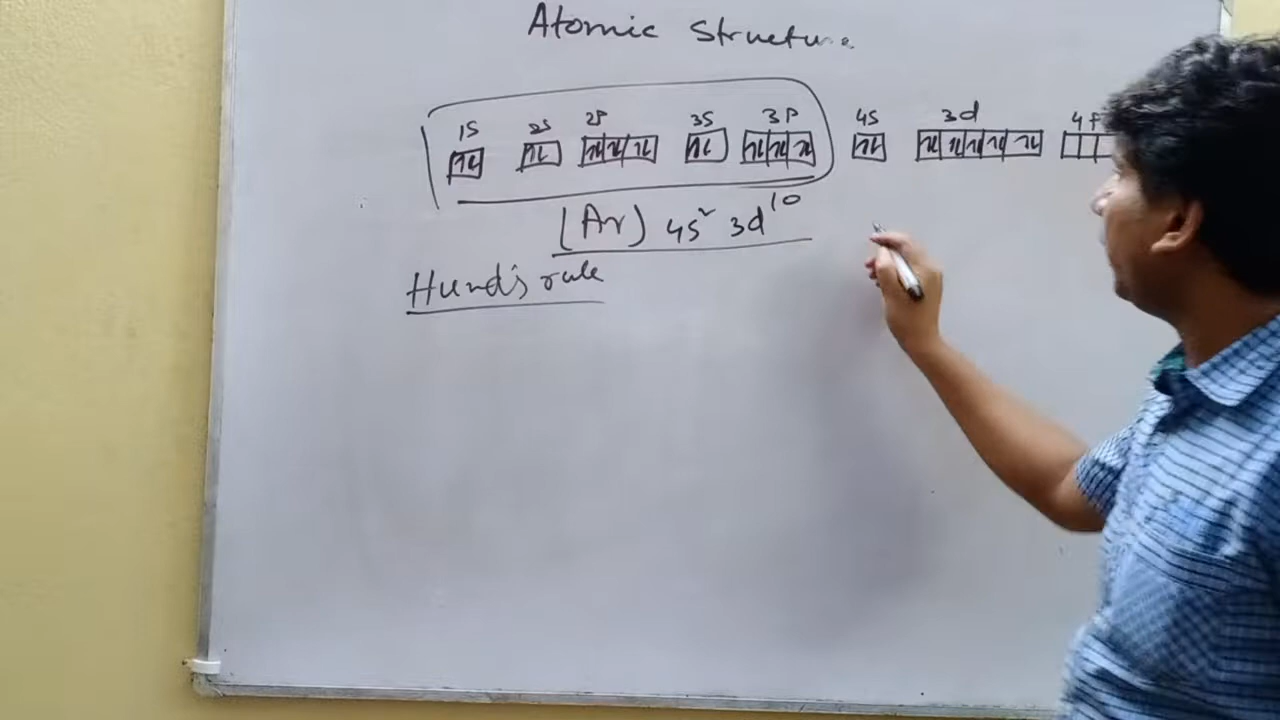 Atomic Structure
1S 2S 2P 3S 3P 4S 3d 4f
(Ar) 4s² 3d¹⁰
Hund's rule